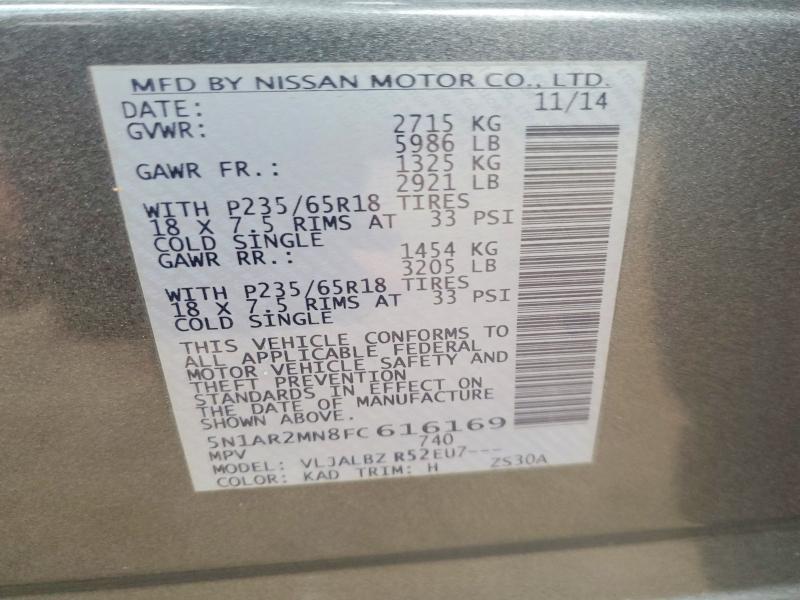 MFD BY NISSAN MOTOR CO., LTD.
DATE: 11/14
GVWR: 2715 KG
5986 LB
GAWR FR.: 1325 KG
2921 LB
WITH P235/65R18 TIRES
18 X 7.5 RIMS AT 33 PSI
COLD SINGLE
GAWR RR.: 1454 KG
3205 LB
WITH P235/65R18 TIRES
18 X 7.5 RIMS AT 33 PSI
COLD SINGLE
THIS VEHICLE CONFORMS TO
ALL APPLICABLE FEDERAL
MOTOR VEHICLE SAFETY AND
THEFT PREVENTION
STANDARDS IN EFFECT ON
THE DATE OF MANUFACTURE
SHOWN ABOVE.
5N1AR2MN8FC616169
MPV 740
MODEL: VLJALBZ R52EU7---
COLOR: KAD TRIM: H ZS30A